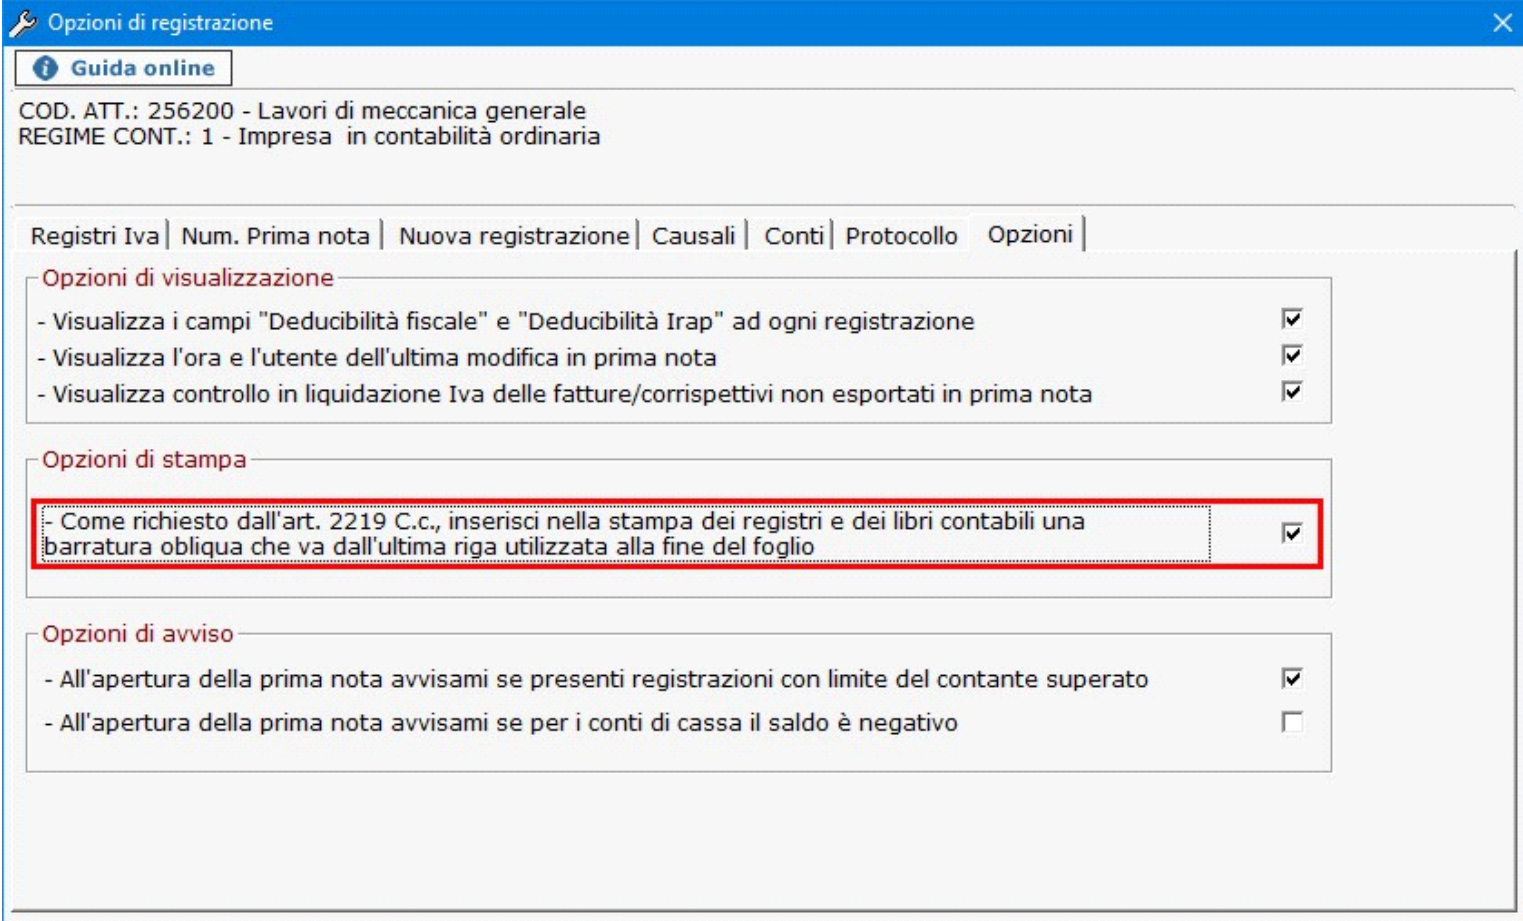 Opzioni di registrazione
Guida online
COD. ATT.: 256200 - Lavori di meccanica generale
REGIME CONT.: 1 - Impresa  in contabilità ordinaria
Registri Iva Num. Prima nota Nuova registrazione Causali Conti Protocollo Opzioni
Opzioni di visualizzazione
- Visualizza i campi "Deducibilità fiscale" e "Deducibilità Irap" ad ogni registrazione
- Visualizza l'ora e l'utente dell'ultima modifica in prima nota
- Visualizza controllo in liquidazione Iva delle fatture/corrispettivi non esportati in prima nota
Opzioni di stampa
- Come richiesto dall'art. 2219 C.c., inserisci nella stampa dei registri e dei libri contabili una
barratura obliqua che va dall'ultima riga utilizzata alla fine del foglio
Opzioni di avviso
- All'apertura della prima nota avvisami se presenti registrazioni con limite del contante superato
- All'apertura della prima nota avvisami se per i conti di cassa il saldo è negativo